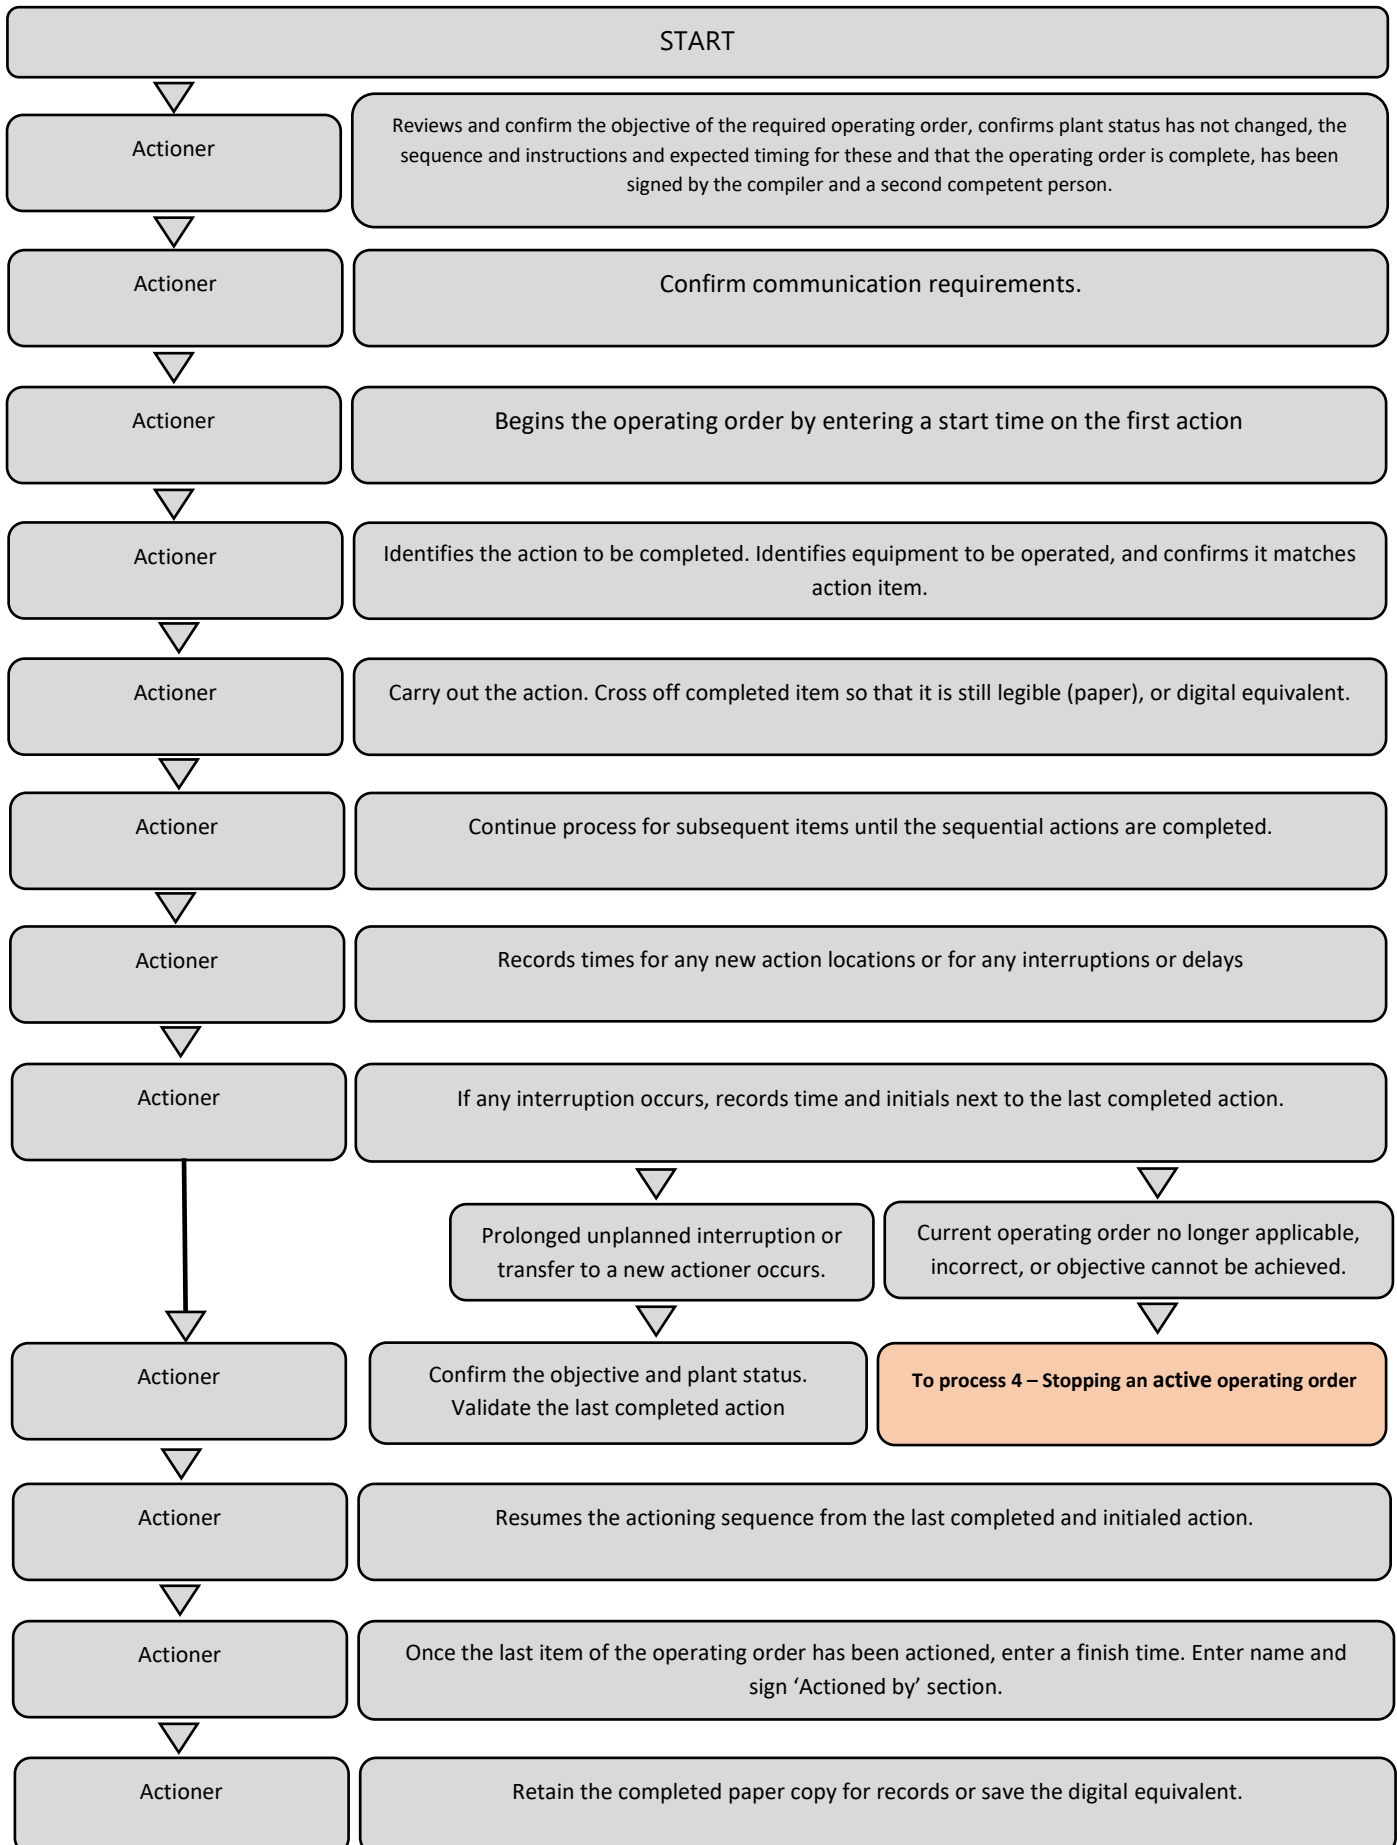 START
Actioner
Reviews and confirm the objective of the required operating order, confirms plant status has not changed, the
sequence and instructions and expected timing for these and that the operating order is complete, has been
signed by the compiler and a second competent person.
Actioner
Confirm communication requirements.
Actioner
Begins the operating order by entering a start time on the first action
Actioner
Identifies the action to be completed. Identifies equipment to be operated, and confirms it matches
action item.
Actioner
Carry out the action. Cross off completed item so that it is still legible (paper), or digital equivalent.
Actioner
Continue process for subsequent items until the sequential actions are completed.
Actioner
Records times for any new action locations or for any interruptions or delays
Actioner
If any interruption occurs, records time and initials next to the last completed action.
Prolonged unplanned interruption or
transfer to a new actioner occurs.
Current operating order no longer applicable,
incorrect, or objective cannot be achieved.
Actioner
Confirm the objective and plant status.
Validate the last completed action
To process 4 – Stopping an active operating order
Actioner
Resumes the actioning sequence from the last completed and initialed action.
Actioner
Once the last item of the operating order has been actioned, enter a finish time. Enter name and
sign ‘Actioned by’ section.
Actioner
Retain the completed paper copy for records or save the digital equivalent.